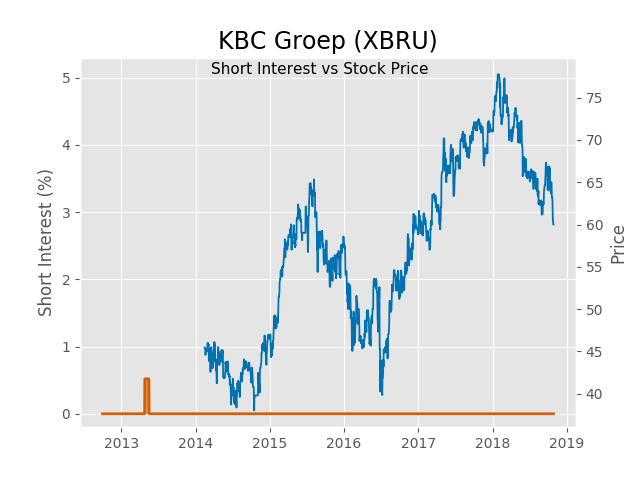 KBC Groep (XBRU)
Short Interest vs Stock Price
Short Interest (%)
5
4
3
2
1
0
75
70
65
60
55
50
45
40
Price
2013 2014 2015 2016 2017 2018 2019